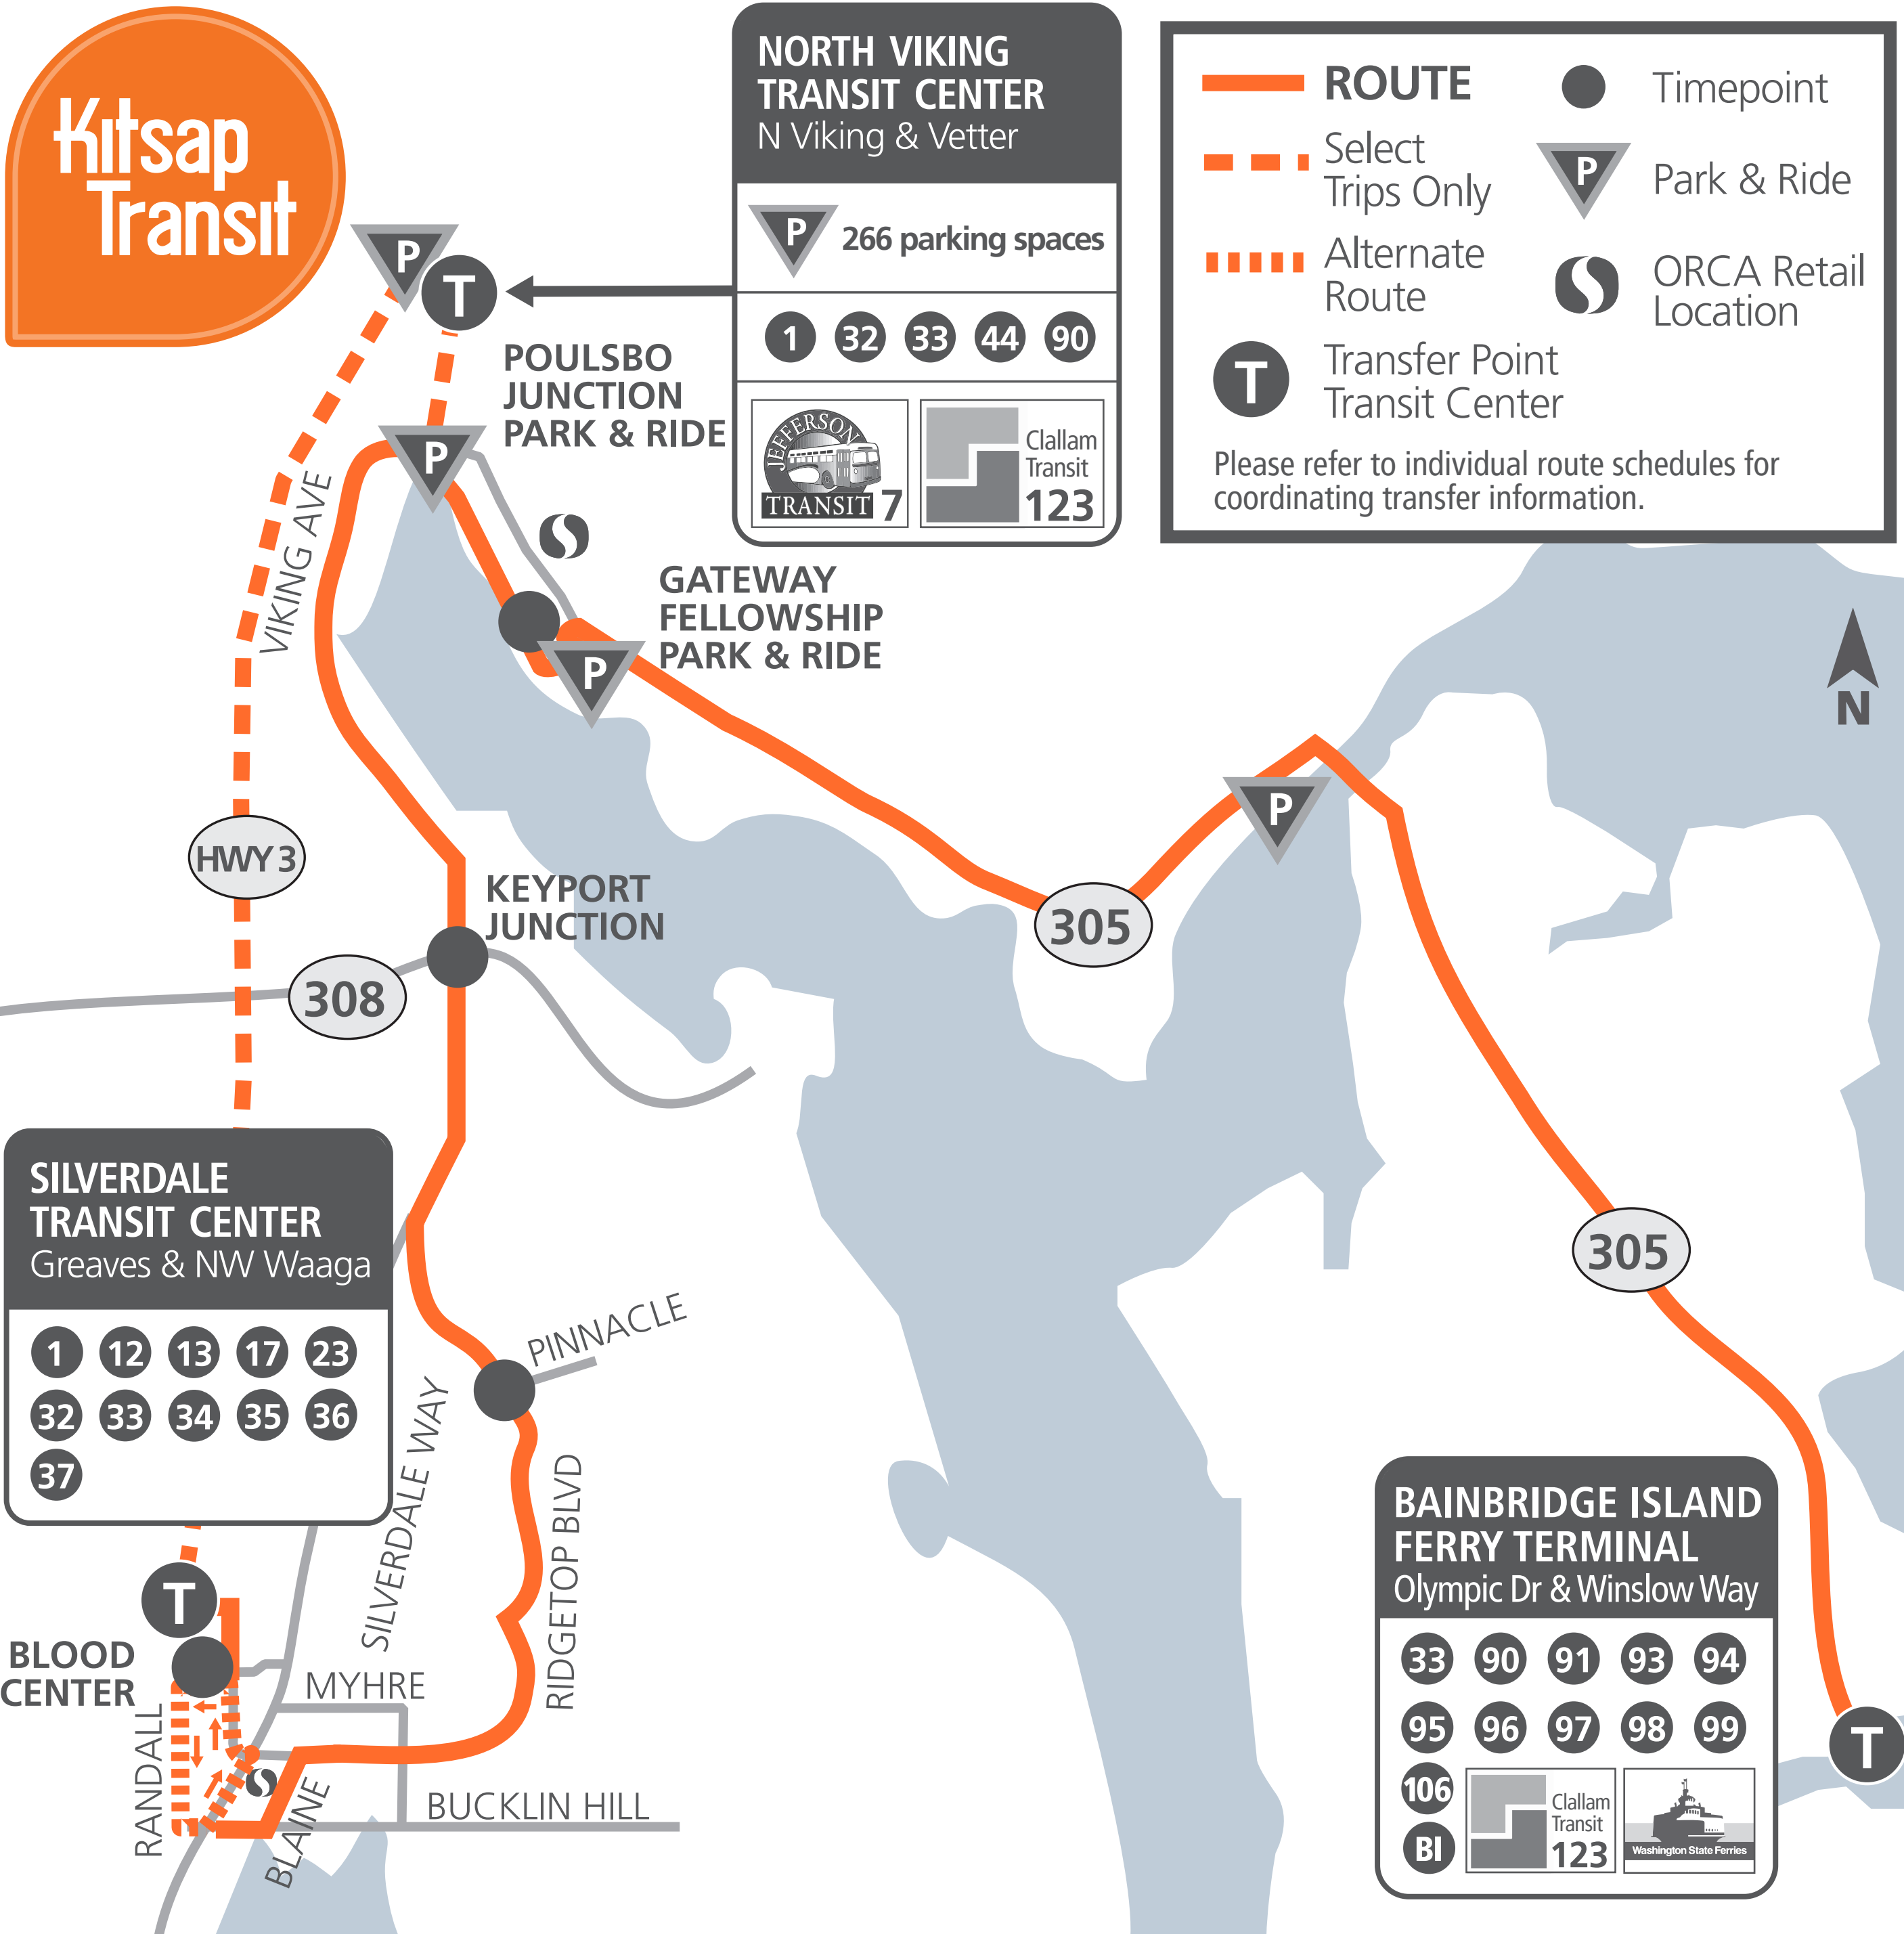 Kitsap
Transit
NORTH VIKING
TRANSIT CENTER
N Viking & Vetter
P
266 parking spaces
1 32 33 44 90
JEFFERSON
TRANSIT 7
Clallam
Transit
123
ROUTE
Select
Trips Only
Alternate
Route
T
Transfer Point
Transit Center
Timepoint
P
Park & Ride
ORCA Retail
Location
Please refer to individual route schedules for
coordinating transfer information.
P
T
POULSBO
JUNCTION
PARK & RIDE
P
VIKING AVE
GATEWAY
FELLOWSHIP
PARK & RIDE
P
N
P
HWY 3
KEYPORT
JUNCTION
305
308
SILVERDALE
TRANSIT CENTER
Greaves & NW Waaga
1 12 13 17 23
32 33 34 35 36
37
305
PINNACLE
SILVERDALE WAY
RIDGETOP BLVD
T
BLOOD
CENTER
MYHRE
RANDALL
BLAINE
BUCKLIN HILL
BAINBRIDGE ISLAND
FERRY TERMINAL
Olympic Dr & Winslow Way
33 90 91 93 94
95 96 97 98 99
106
BI
Clallam
Transit
123
Washington State Ferries
T